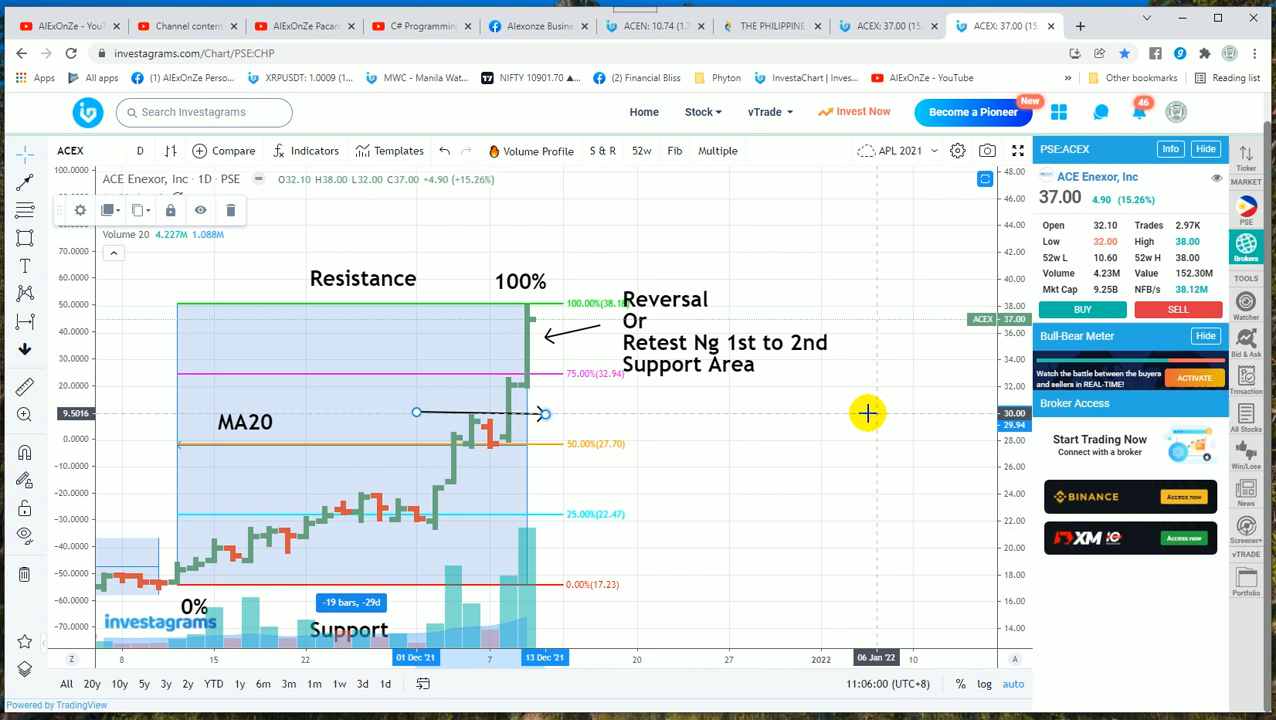 AlExOnZe - YouT
Channel content
AlExOnZe Pacan
C# Programming
Alexonze Busine
ACEN: 10.74 (1.7
THE PHILIPPINE
ACEX: 37.00 (15
ACEX: 37.00 (15
investagrams.com/Chart/PSE:CHP
Apps
All apps
(1) AlExOnZe Perso...
XRPUSDT: 1.0009 (1
MWC - Manila Wat...
NIFTY 10901.70 ▲...
(2) Financial Bliss
Phyton
InvestaChart | Inves...
AlExOnZe - YouTube
»
Other bookmarks
Reading list
Search Investagrams
Home
Stock
vTrade
Invest Now
Become a Pioneer
New
46
ACEX
D
Compare
Indicators
Templates
Volume Profile
S & R
52w
Fib
Multiple
APL 2021
ACE Enexor, Inc · 1D · PSE
O32.10 H38.00 L32.00 C37.00 +4.90 (+15.26%)
Volume 20 4.227M 1.088M
100.0000
80.0000
70.0000
60.0000
50.0000
40.0000
30.0000
20.0000
9.5016
0.0000
-10.0000
-20.0000
-30.0000
-40.0000
-50.0000
-60.0000
-70.0000
Resistance
100%
100.00%(38.18
Reversal
Or
Retest Ng 1st to 2nd
Support Area
75.00%(32.94)
MA20
50.00%(27.70)
25.00%(22.47)
0.00%(17.23)
0%
investagrams
-19 bars, -29d
Support
48.00
46.00
44.00
42.00
40.00
38.00
ACEX 37.00
36.00
34.00
32.00
30.00
29.94
28.00
26.00
24.00
22.00
20.00
18.00
16.00
14.00
Z
8
15
22
01 Dec '21
7
13 Dec '21
20
27
2022
06 Jan '22
10
A
All
20y
10y
5y
3y
2y
YTD
1y
6m
3m
1m
1w
3d
1d
11:06:00 (UTC+8)
%
log
auto
Powered by TradingView
PSE:ACEX
Info
Hide
ACE Enexor, Inc
37.00 4.90 (15.26%)
Open 32.10 Trades 2.97K
Low 32.00 High 38.00
52w L 10.60 52w H 38.00
Volume 4.23M Value 152.30M
Mkt Cap 9.25B NFB/s 38.12M
BUY
SELL
Bull-Bear Meter
Hide
Watch the battle between the buyers
and sellers in REAL-TIME!
ACTIVATE
Broker Access
Start Trading Now
Connect with a broker
BINANCE
Access now
XM
Access now
Ticker
MARKET
PSE
Brokers
TOOLS
Watcher
Bid & Ask
Trnsaction
All Stocks
Win/Lose
News
Screener+
vTRADE
Portfolio